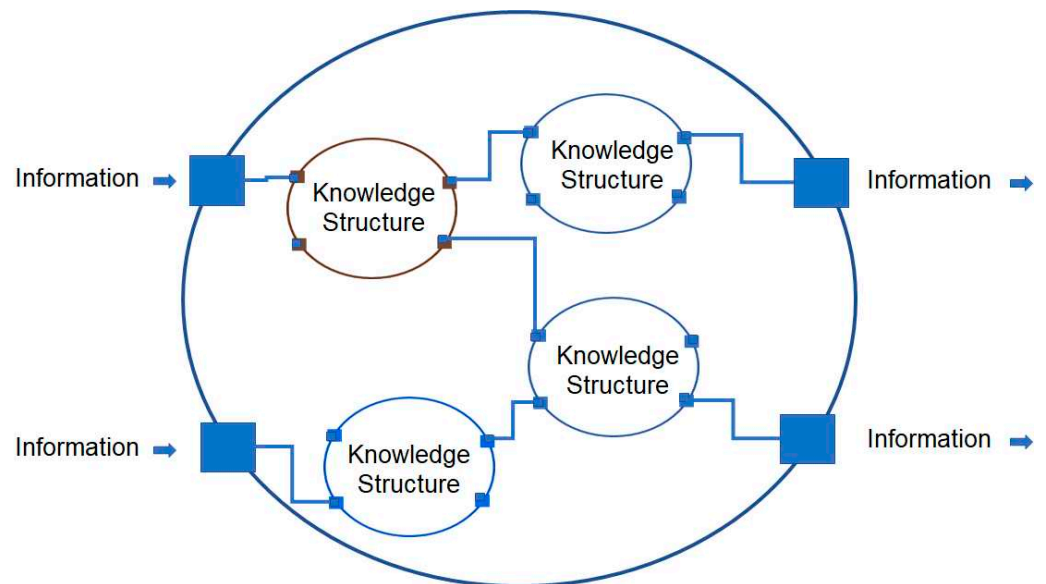 Information
Knowledge
Structure
Knowledge
Structure
Information
Knowledge
Structure
Information
Knowledge
Structure
Information